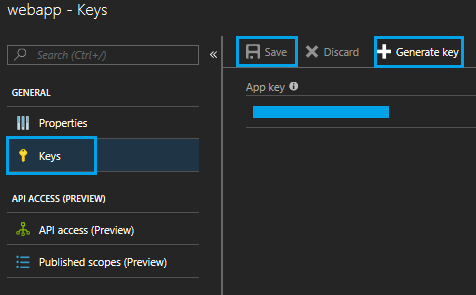 webapp - Keys
Search (Ctrl+/)
«
Save
Discard
Generate key
GENERAL
Properties
Keys
API ACCESS (PREVIEW)
API access (Preview)
Published scopes (Preview)
App key